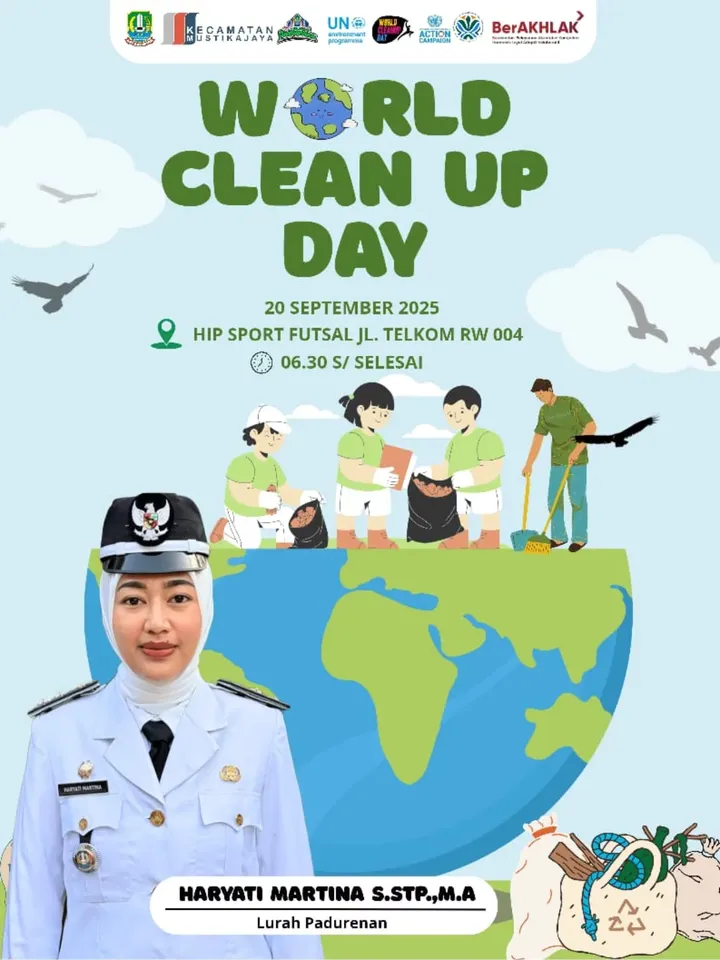 KECAMATAN
MUSTIKAJAYA
UN
environment
programme
WORLD
CLEANUP
DAY
ACTION
CAMPAIGN
BerAKHLAK
WORLD
CLEAN UP
DAY
20 SEPTEMBER 2025
HIP SPORT FUTSAL JL. TELKOM RW 004
06.30 S/ SELESAI
HARYATI MARTINA
HARYATI MARTINA S.STP.,M.A
Lurah Padurenan